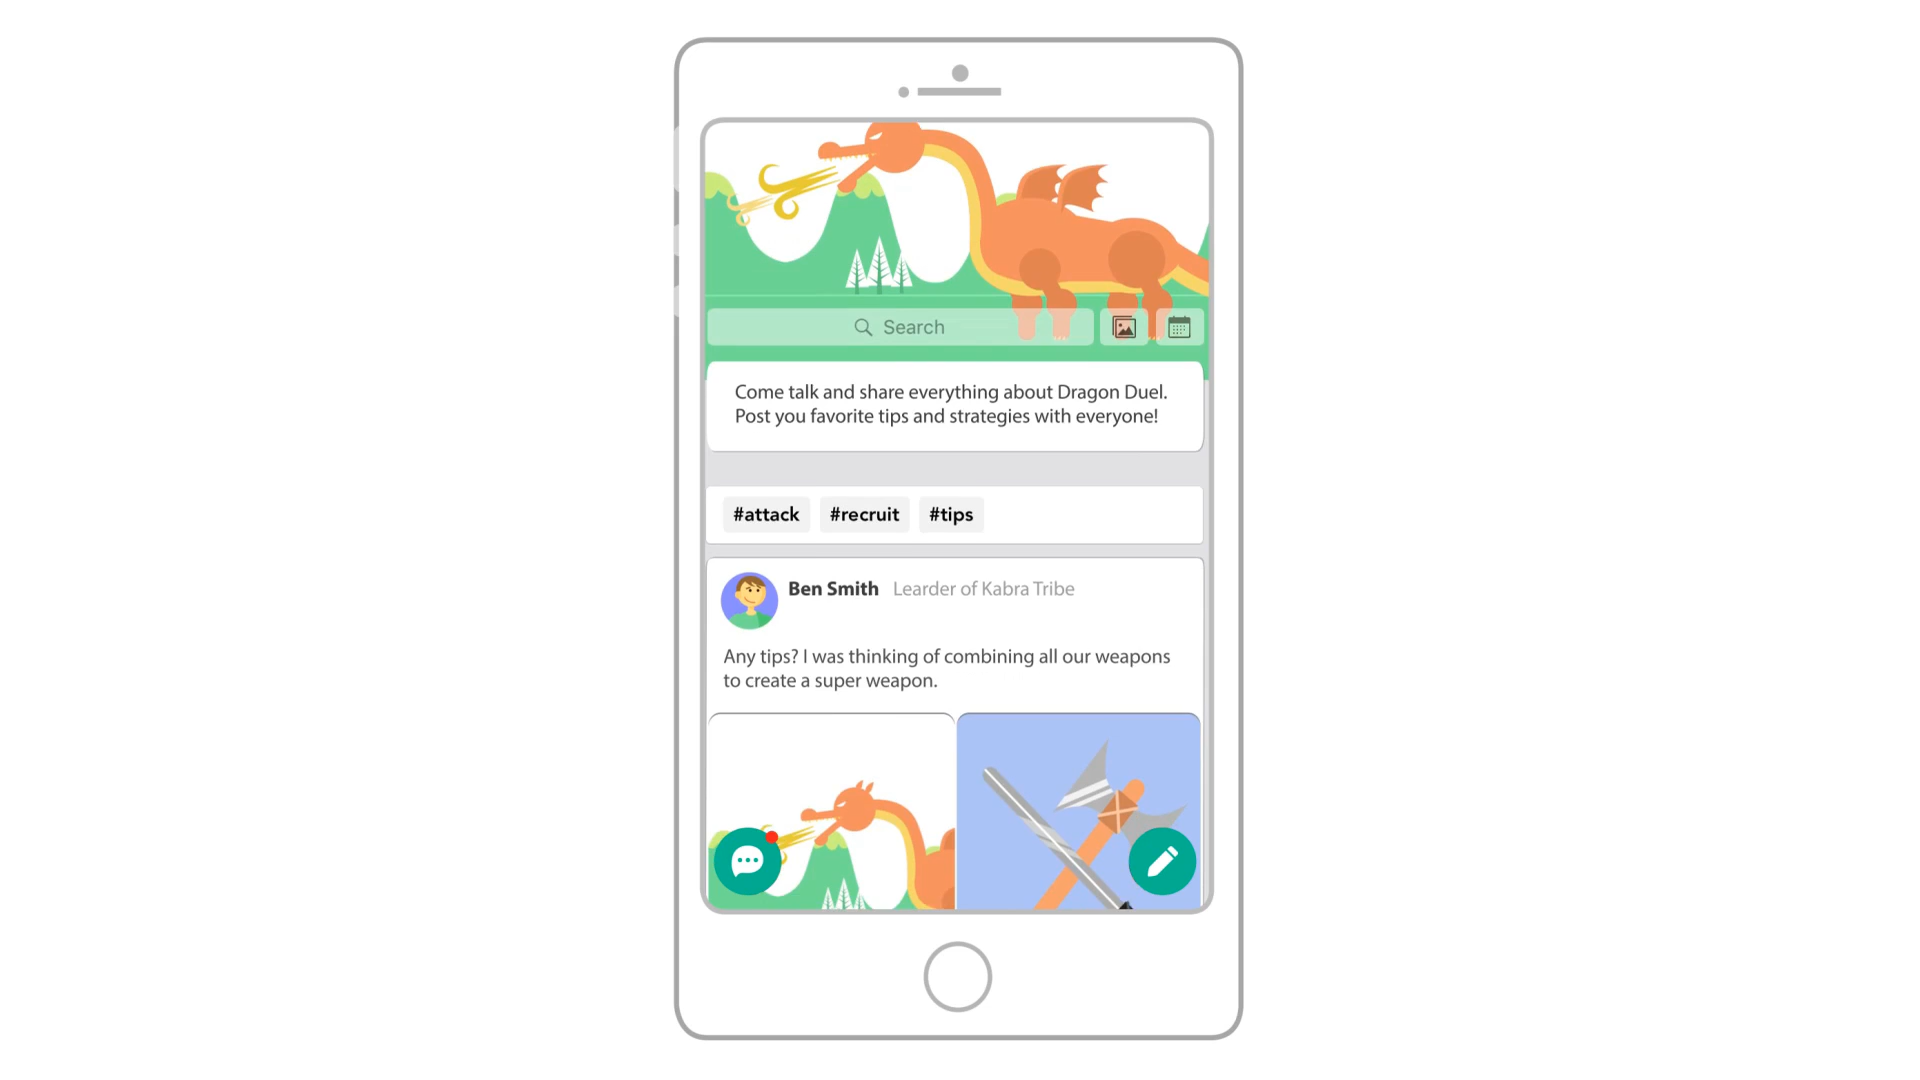 Search
Come talk and share everything about Dragon Duel.
Post you favorite tips and strategies with everyone!
#attack #recruit #tips
Ben Smith Learder of Kabra Tribe
Any tips? I was thinking of combining all our weapons
to create a super weapon.